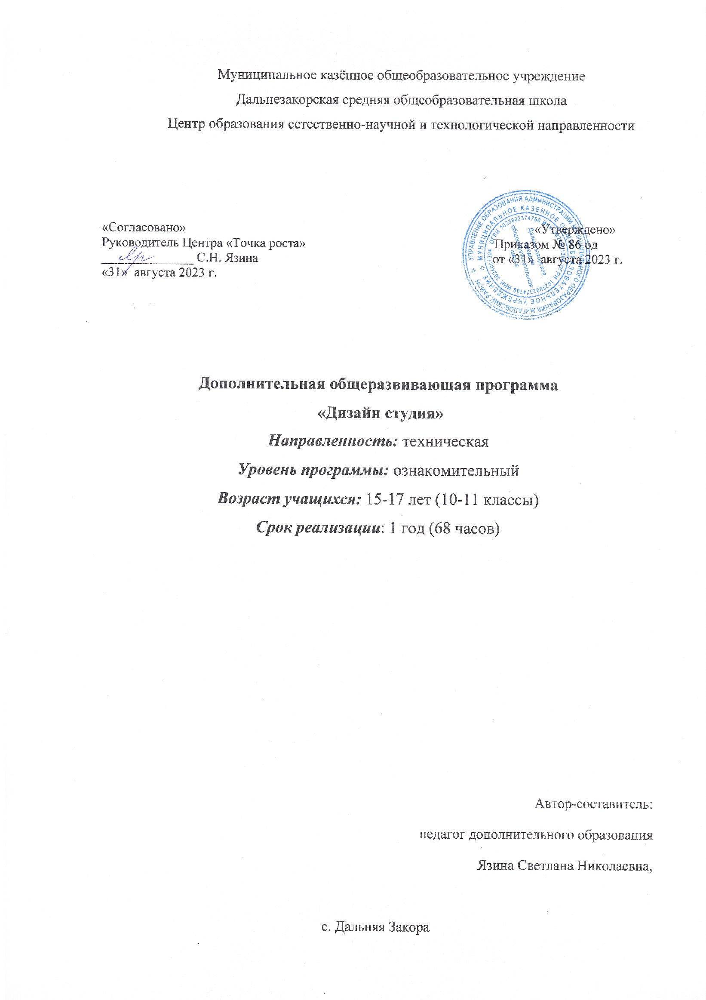 Муниципальное казённое общеобразовательное учреждение
Дальнезакорская средняя общеобразовательная школа
Центр образования естественно-научной и технологической направленности
«Согласовано»
Руководитель Центра «Точка роста»
С.Н. Язина
«31» августа 2023 г.
«Утверждено»
Приказом № 86 од
от «31» августа 2023 г.
УПРАВЛЕНИЕ ОБРАЗОВАНИЯ АДМИНИСТРАЦИИ МУНИЦИПАЛЬНОГО ОБРАЗОВАНИЯ ЖИГАЛОВСКИЙ РАЙОН
МУНИЦИПАЛЬНОЕ КАЗЕННОЕ ОБЩЕОБРАЗОВАТЕЛЬНОЕ УЧРЕЖДЕНИЕ
ОГРН 1023802374760 ИНН
Дальнезакорская
средняя
общеобразовательная
школа
Дополнительная общеразвивающая программа
«Дизайн студия»
Направленность: техническая
Уровень программы: ознакомительный
Возраст учащихся: 15-17 лет (10-11 классы)
Срок реализации: 1 год (68 часов)
Автор-составитель:
педагог дополнительного образования
Язина Светлана Николаевна,
с. Дальняя Закора